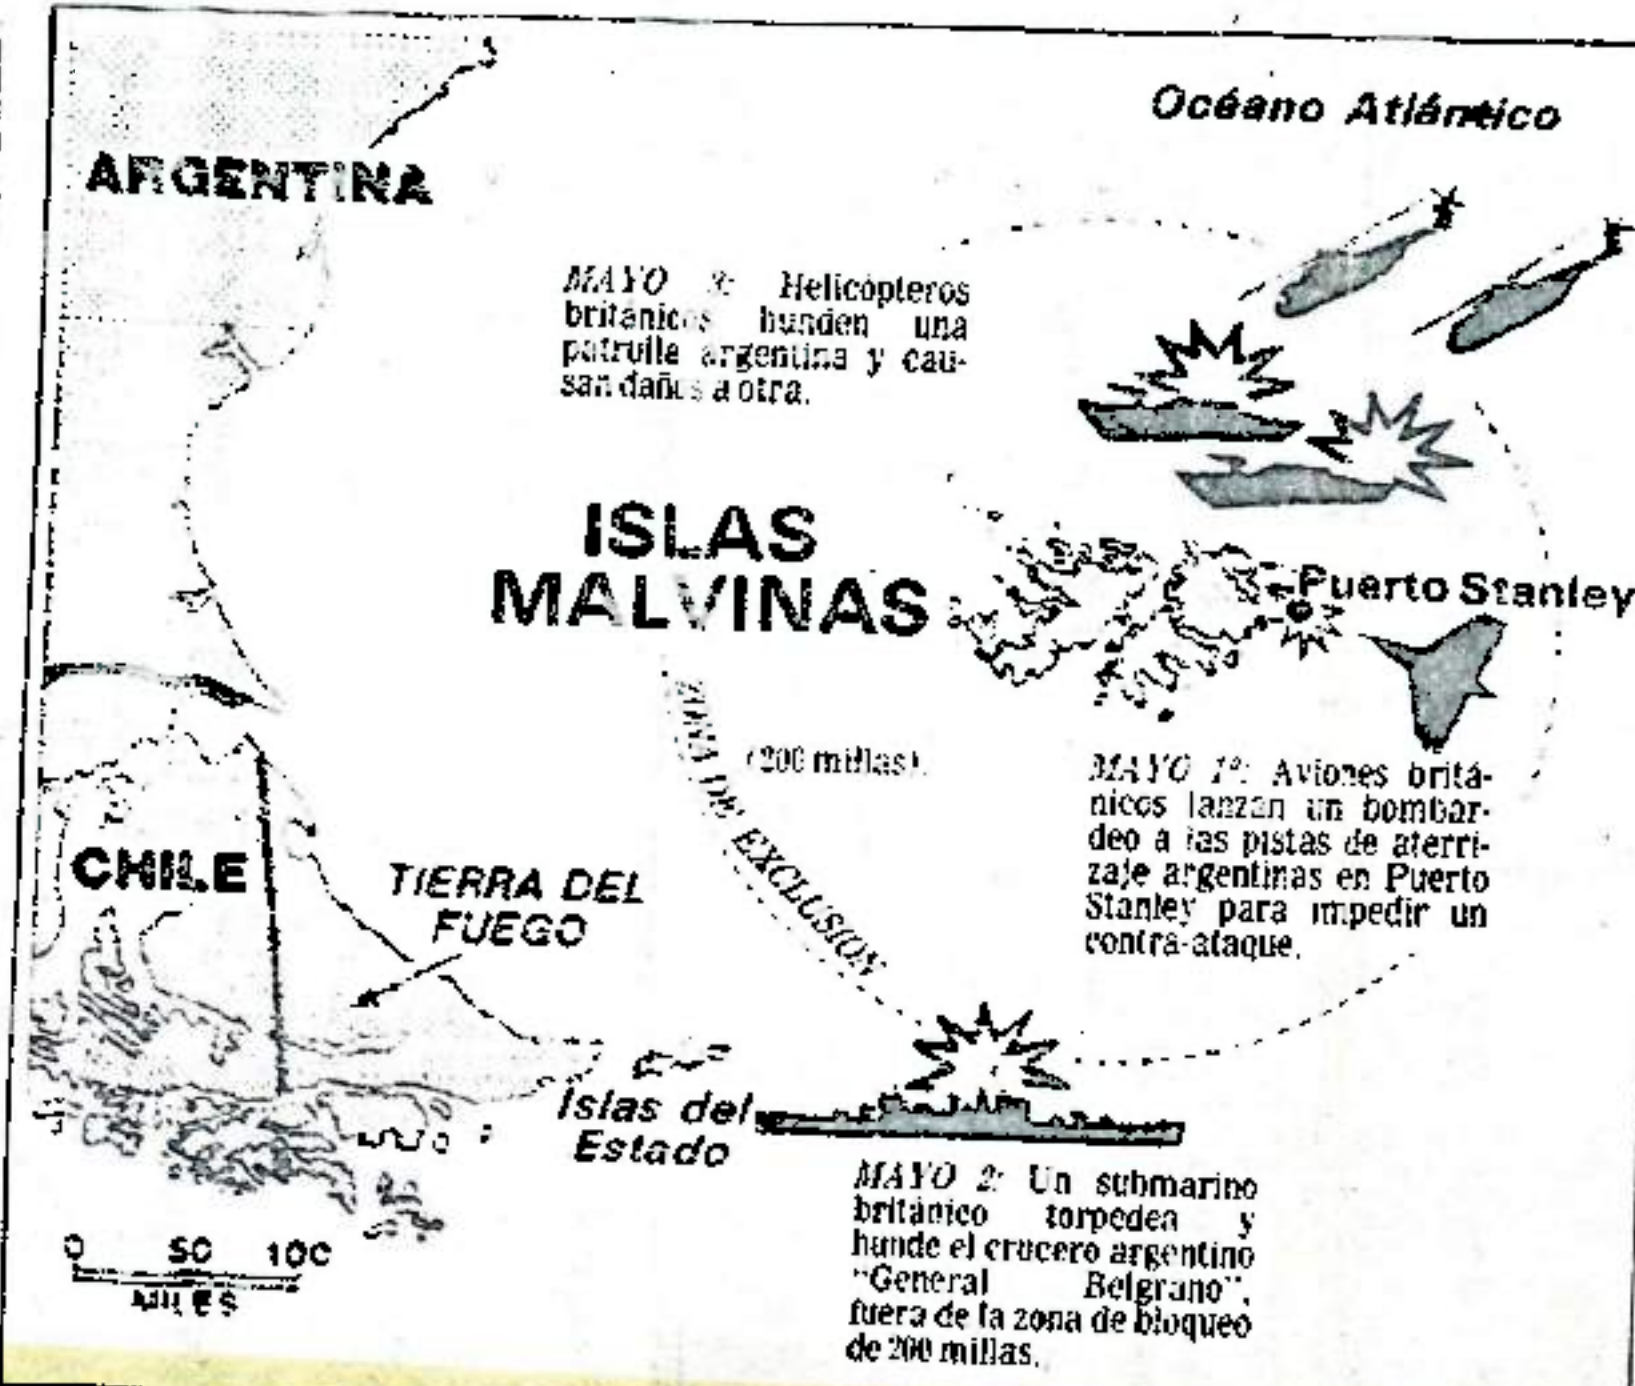 Océano Atlántico
ARGENTINA
MAYO 3: Helicópteros
británicos hunden una
patrulla argentina y cau-
san daños a otra.
ISLAS
MALVINAS
Puerto Stanley
ZONA DE EXCLUSION
(200 millas).
MAYO 1º: Aviones britá-
nicos lanzan un bombar-
deo a las pistas de aterri-
zaje argentinas en Puerto
Stanley para impedir un
contra-ataque.
CHILE
TIERRA DEL
FUEGO
Islas del
Estado
MAYO 2: Un submarino
británico torpedea y
hunde el crucero argentino
"General Belgrano",
fuera de la zona de bloqueo
de 200 millas.
0 50 100
MILES